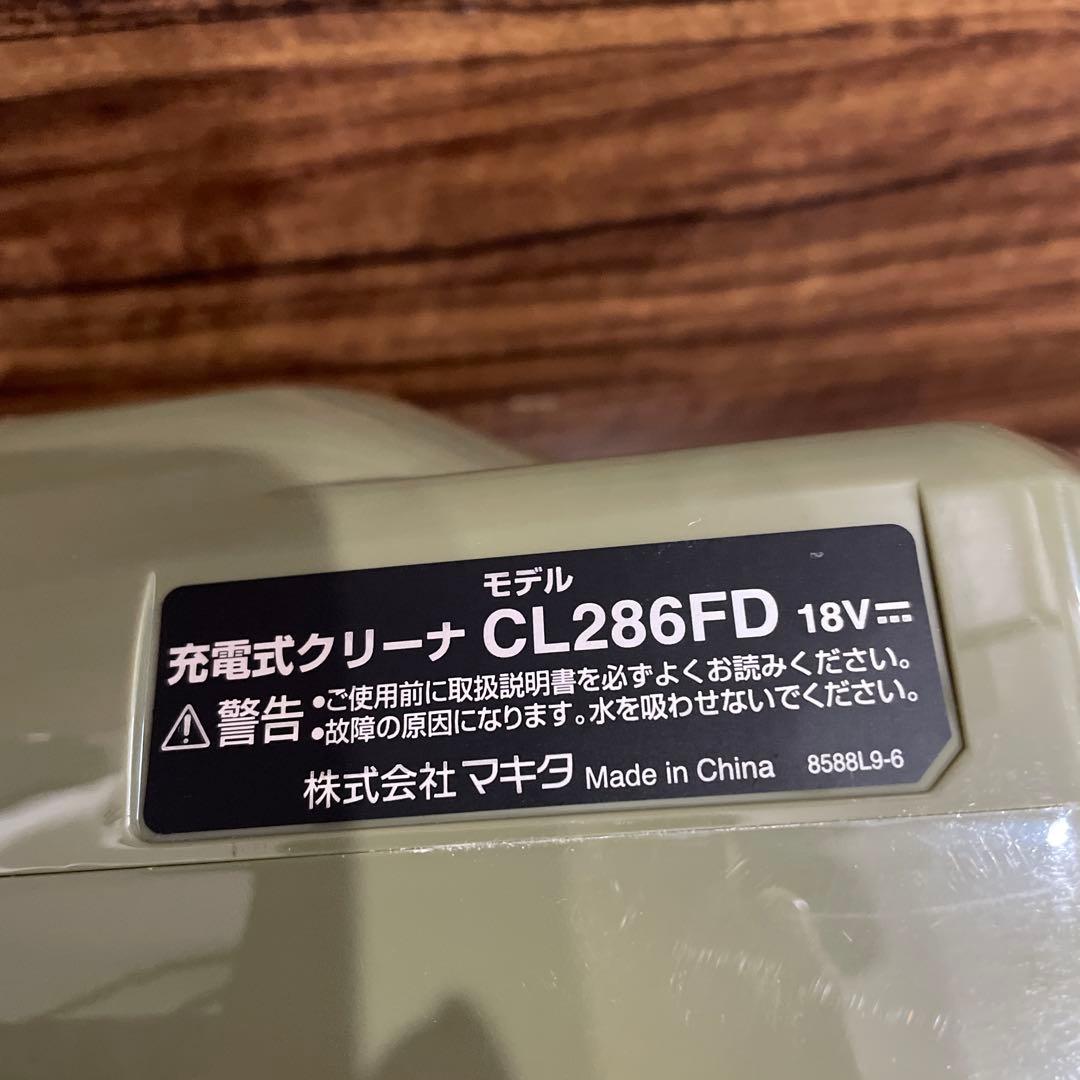 モデル
充電式クリーナ CL286FD 18V
警告 •ご使用前に取扱説明書を必ずよくお読みください。
•故障の原因になります。水を吸わせないでください。
株式会社 マキタ Made in China 8588L9-6